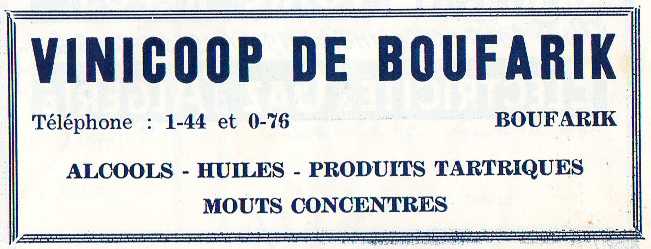 VINICOOP DE BOUFARIK
Téléphone : 1-44 et 0-76 BOUFARIK
ALCOOLS - HUILES - PRODUITS TARTRIQUES
MOUTS CONCENTRES